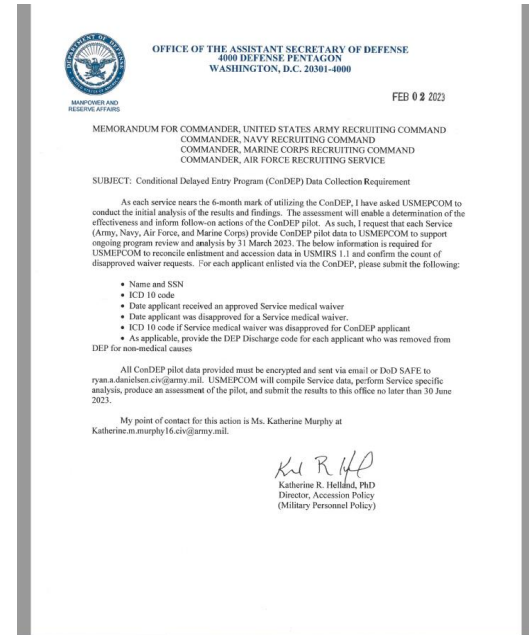 OFFICE OF THE ASSISTANT SECRETARY OF DEFENSE
4000 DEFENSE PENTAGON
WASHINGTON, D.C. 20301-4000
MANPOWER AND
RESERVE AFFAIRS
FEB 02 2023
MEMORANDUM FOR COMMANDER, UNITED STATES ARMY RECRUITING COMMAND
COMMANDER, NAVY RECRUITING COMMAND
COMMANDER, MARINE CORPS RECRUITING COMMAND
COMMANDER, AIR FORCE RECRUITING SERVICE
SUBJECT: Conditional Delayed Entry Program (ConDEP) Data Collection Requirement
As each service nears the 6-month mark of utilizing the ConDEP, I have asked USMEPCOM to
conduct the initial analysis of the results and findings. The assessment will enable a determination of the
effectiveness and inform follow-on actions of the ConDEP pilot. As such, I request that each Service
(Army, Navy, Air Force, and Marine Corps) provide ConDEP pilot data to USMEPCOM to support
ongoing program review and analysis by 31 March 2023. The below information is required for
USMEPCOM to reconcile enlistment and accession data in USMIRS 1.1 and confirm the count of
disapproved waiver requests. For each applicant enlisted via the ConDEP, please submit the following:
• Name and SSN
• ICD 10 code
• Date applicant received an approved Service medical waiver
• Date applicant was disapproved for a Service medical waiver.
• ICD 10 code if Service medical waiver was disapproved for ConDEP applicant
• As applicable, provide the DEP Discharge code for each applicant who was removed from
DEP for non-medical causes
All ConDEP pilot data provided must be encrypted and sent via email or DoD SAFE to
ryan.a.danielsen.civ@army.mil. USMEPCOM will compile Service data, perform Service specific
analysis, produce an assessment of the pilot, and submit the results to this office no later than 30 June
2023.
My point of contact for this action is Ms. Katherine Murphy at
Katherine.m.murphy16.civ@army.mil.
Katherine R. Helland, PhD
Director, Accession Policy
(Military Personnel Policy)